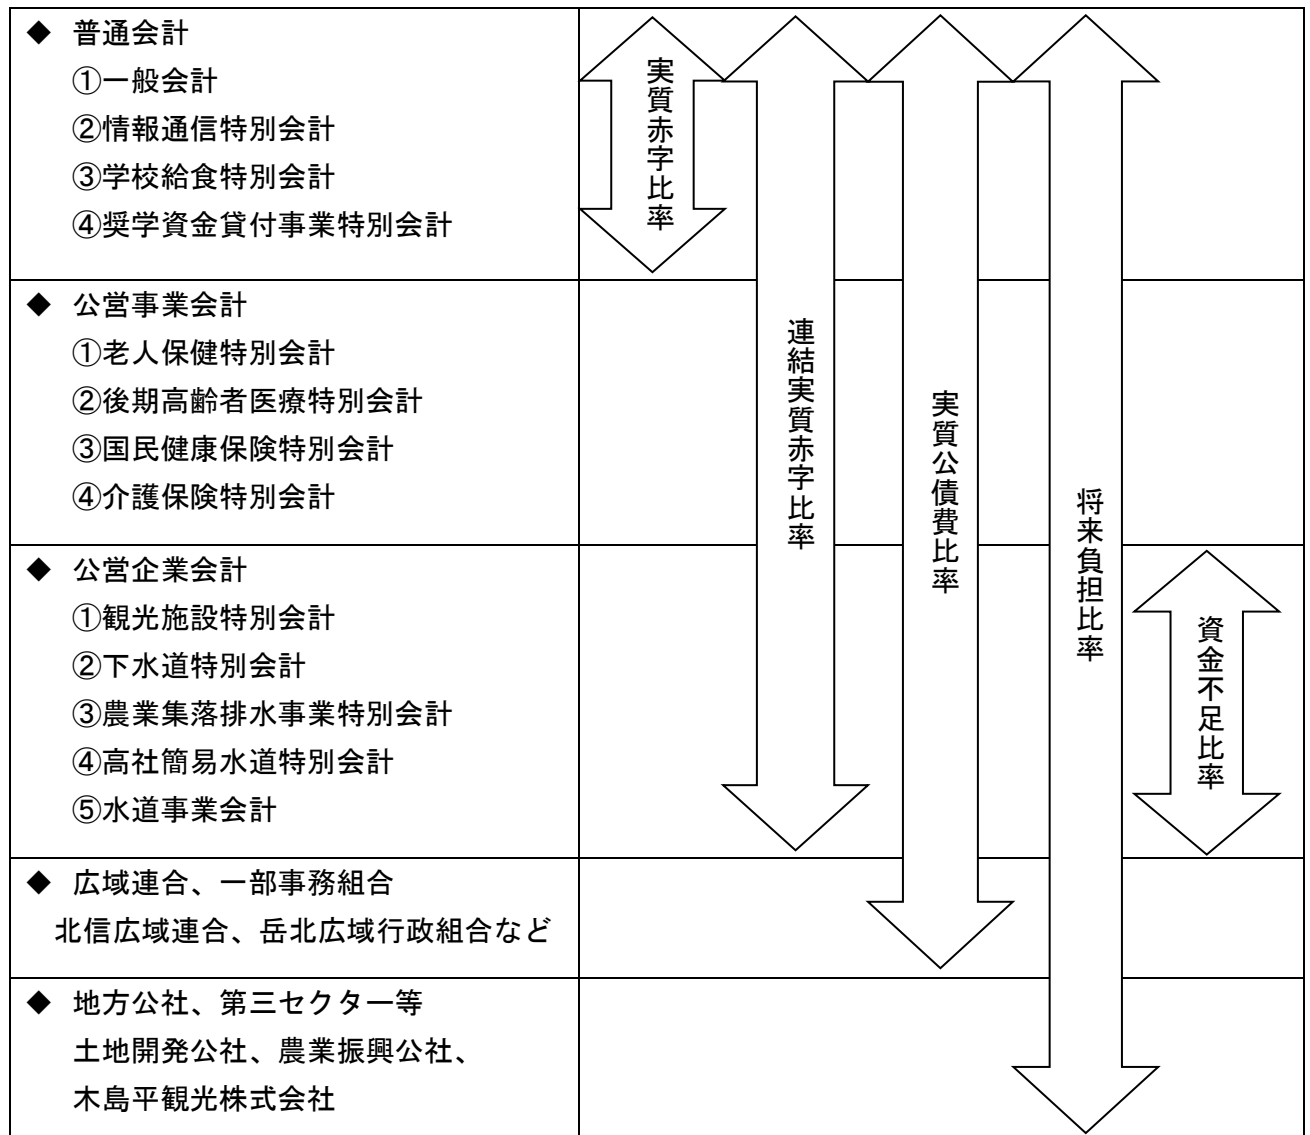 ◆ 普通会計
①一般会計
②情報通信特別会計
③学校給食特別会計
④奨学資金貸付事業特別会計
実質赤字比率
連結実質赤字比率
実質公債費比率
将来負担比率
◆ 公営事業会計
①老人保健特別会計
②後期高齢者医療特別会計
③国民健康保険特別会計
④介護保険特別会計
◆ 公営企業会計
①観光施設特別会計
②下水道特別会計
③農業集落排水事業特別会計
④高社簡易水道特別会計
⑤水道事業会計
資金不足比率
◆ 広域連合、一部事務組合
北信広域連合、岳北広域行政組合など
◆ 地方公社、第三セクター等
土地開発公社、農業振興公社、
木島平観光株式会社